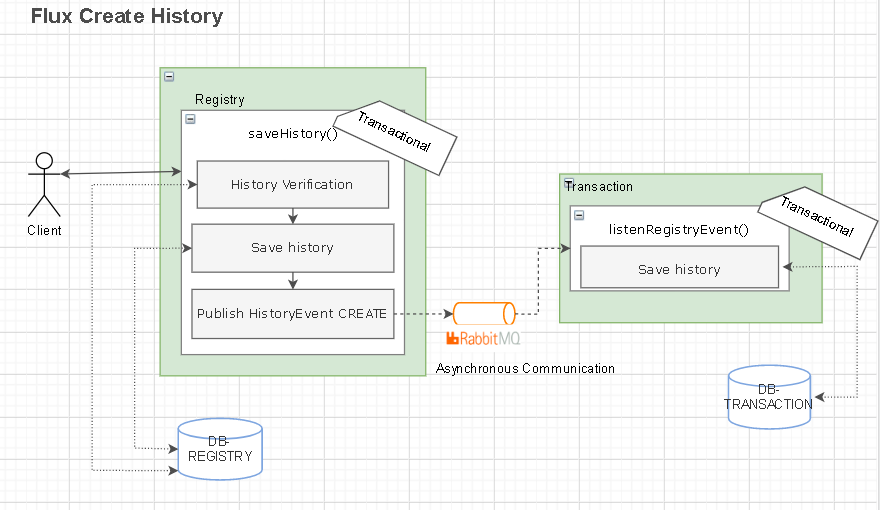 Flux Create History
Registry
saveHistory()
Transactional
History Verification
Save history
Publish HistoryEvent CREATE
Client
RabbitMQ
Asynchronous Communication
Transaction
Transactional
listenRegistryEvent()
Save history
DB-
REGISTRY
DB-
TRANSACTION